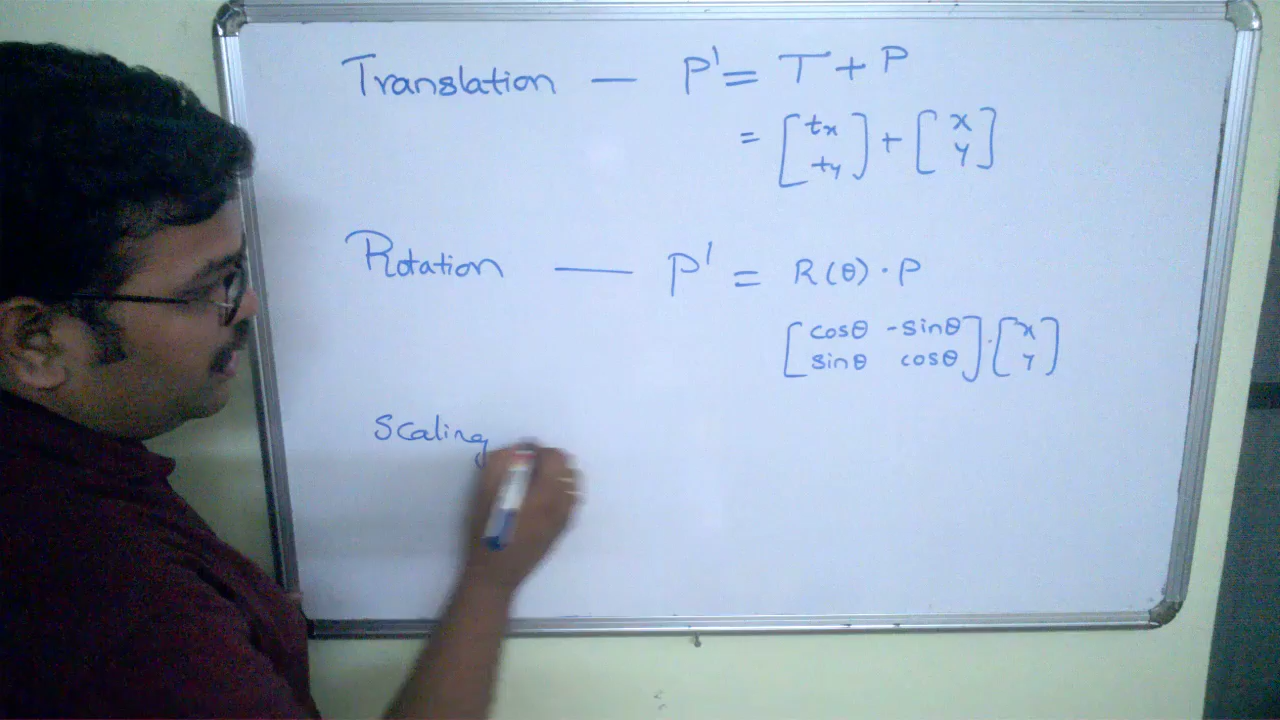 Translation — P' = T + P
= [tx ty] + [x y]
Rotation — P' = R(θ) · P
[cosθ -sinθ sinθ cosθ] · [x y]
Scaling